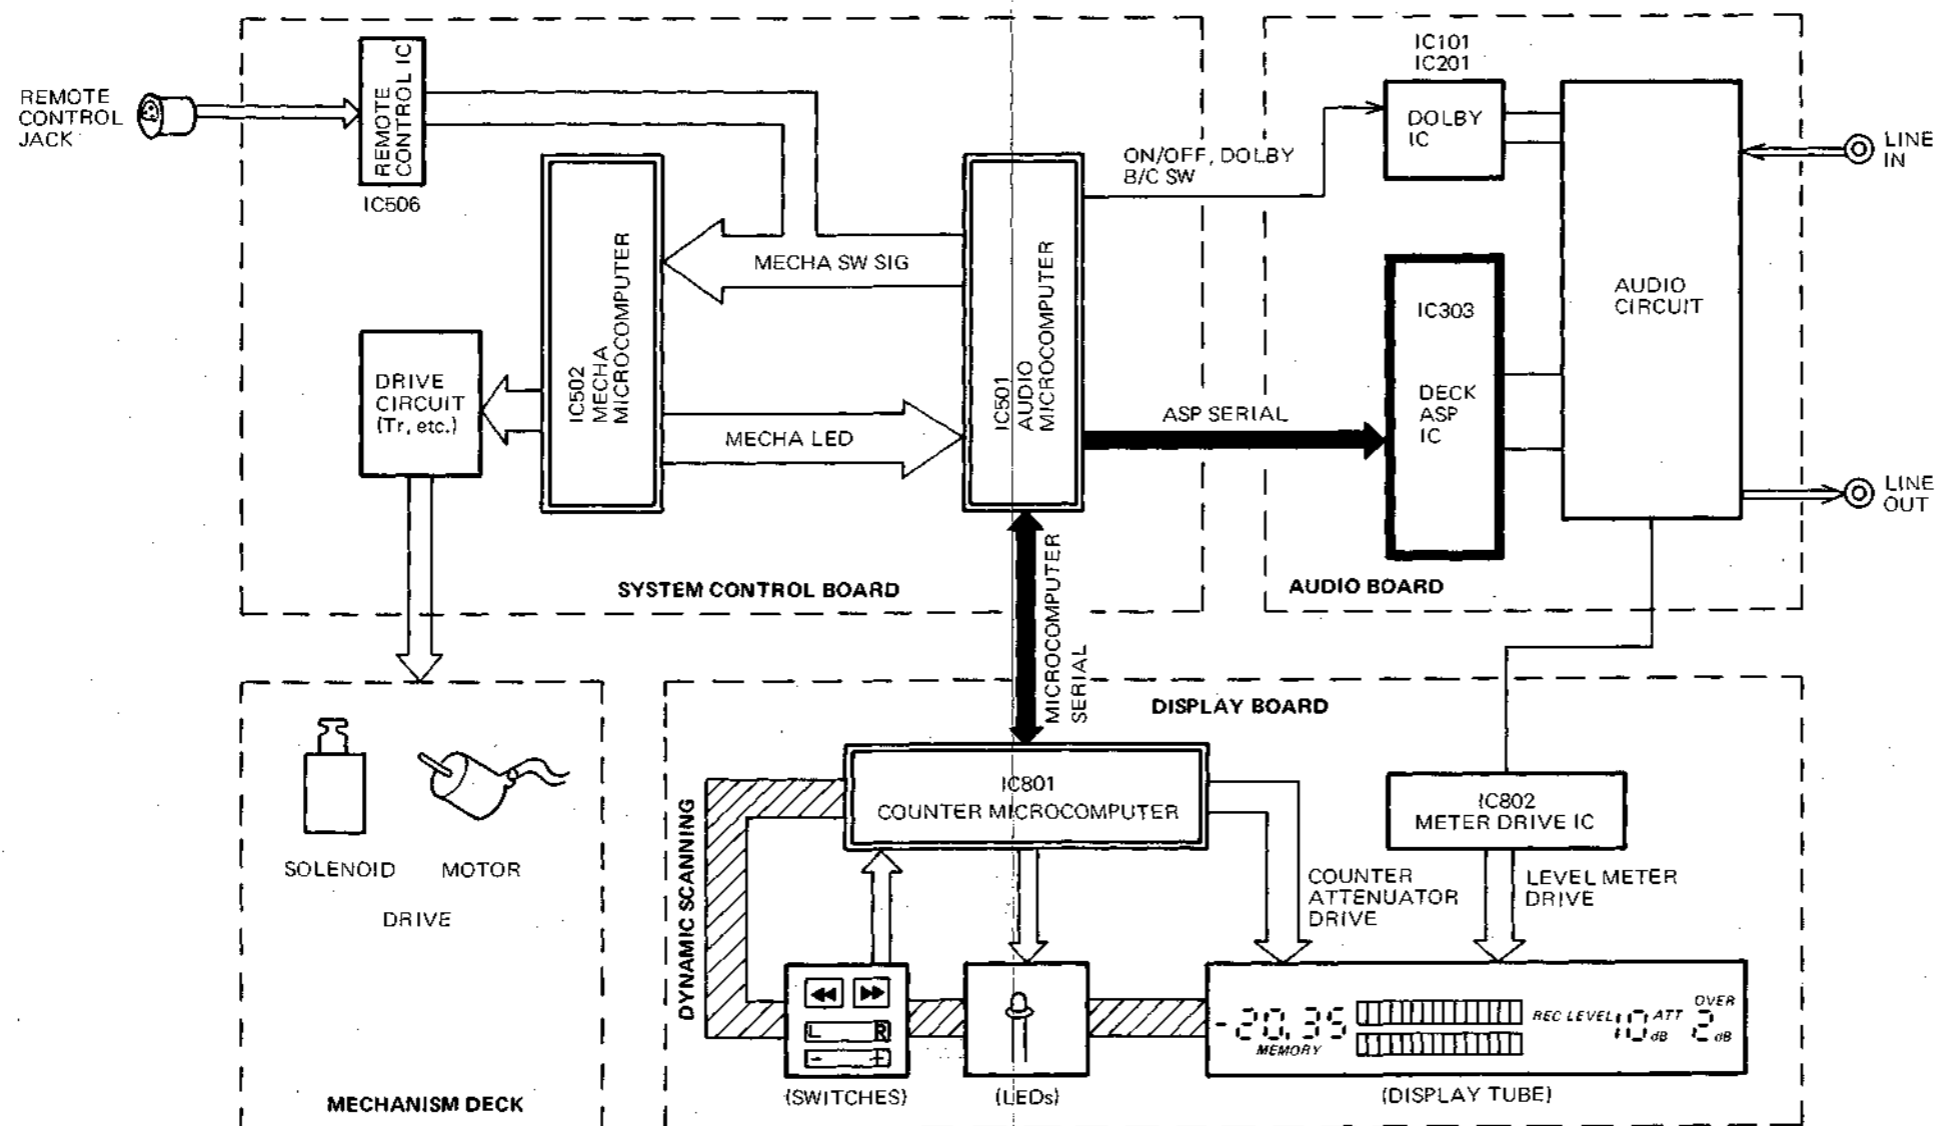 REMOTE
CONTROL
JACK
REMOTE
CONTROL IC
IC506
MECHA SW SIG
IC502
MECHA
MICROCOMPUTER
DRIVE
CIRCUIT
(Tr, etc.)
MECHA LED
IC501
AUDIO
MICROCOMPUTER
SYSTEM CONTROL BOARD
ON/OFF, DOLBY
B/C SW
ASP SERIAL
IC101
IC201
DOLBY
IC
IC303
DECK
ASP
IC
AUDIO
CIRCUIT
LINE
IN
LINE
OUT
AUDIO BOARD
MICROCOMPUTER
SERIAL
SOLENOID
MOTOR
DRIVE
MECHANISM DECK
DISPLAY BOARD
IC801
COUNTER MICROCOMPUTER
DYNAMIC SCANNING
COUNTER
ATTENUATOR
DRIVE
IC802
METER DRIVE IC
LEVEL METER
DRIVE
L R
- +
(SWITCHES)
(LEDs)
-20.35
MEMORY
REC LEVEL 10 dB ATT
OVER
2 dB
(DISPLAY TUBE)